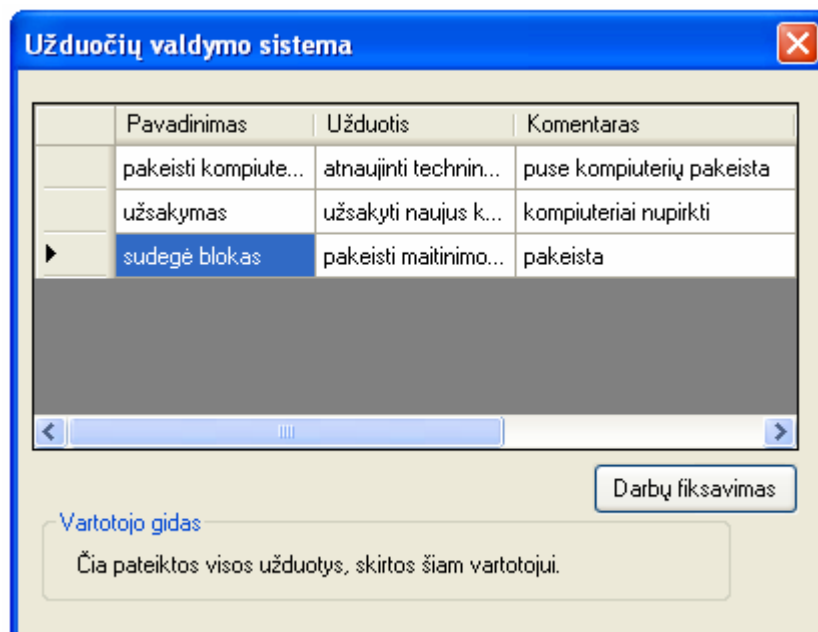 Užduočių valdymo sistema
Pavadinimas Užduotis Komentaras
pakeisti kompiute... atnaujinti technin... puse kompiuterių pakeista
užsakymas užsakyti naujus k... kompiuteriai nupirkti
sudegė blokas pakeisti maitinimo... pakeista
Darbų fiksavimas
Vartotojo gidas
Čia pateiktos visos užduotys, skirtos šiam vartotojui.